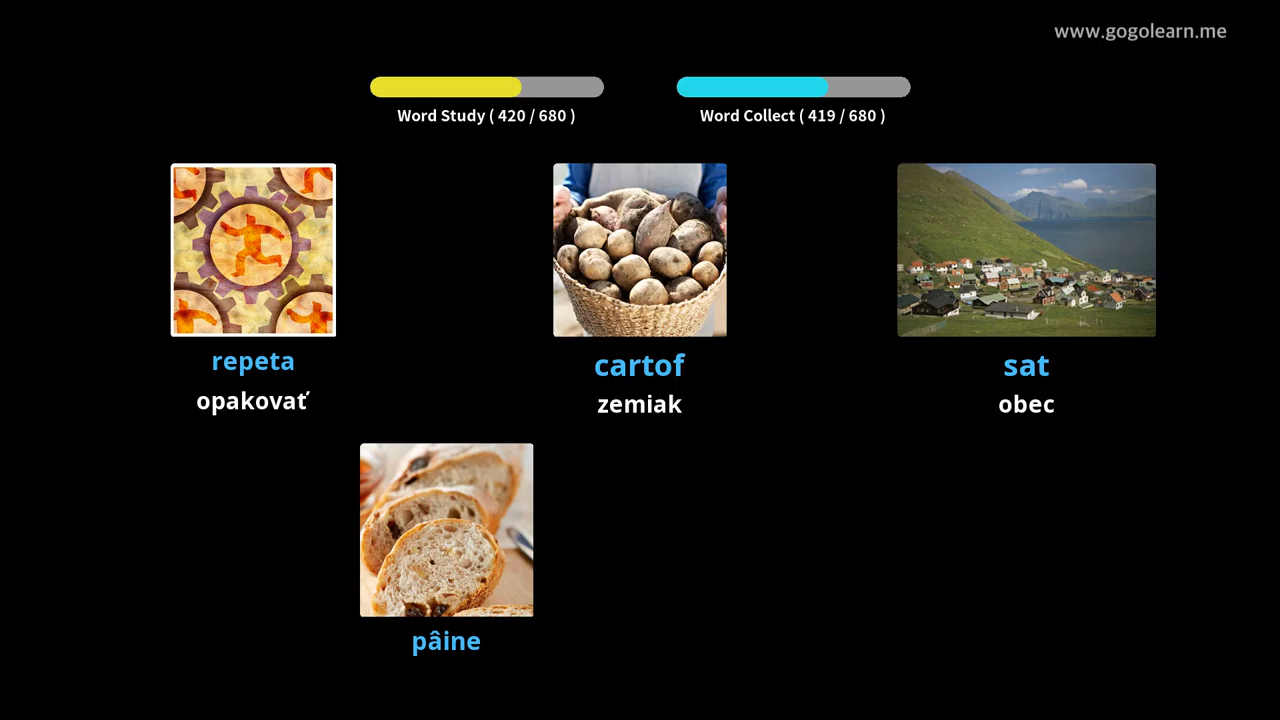 www.gogolearn.me
Word Study ( 420 / 680 )
Word Collect ( 419 / 680 )
repeta
opakovať
cartof
zemiak
sat
obec
pâine